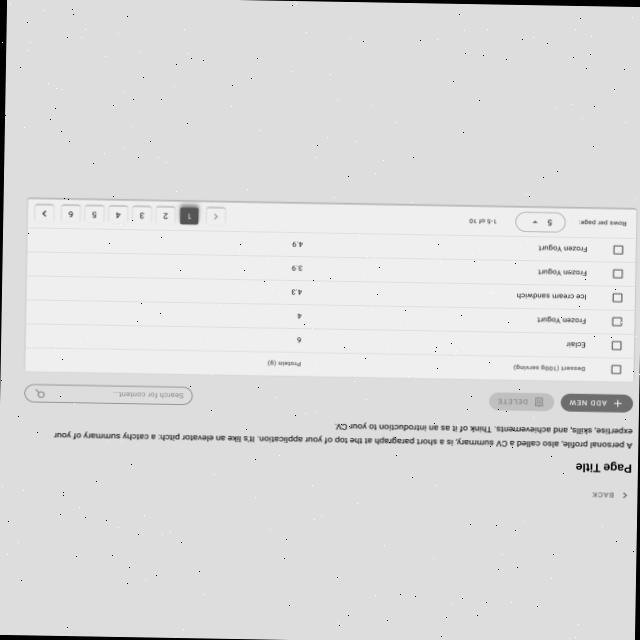 BACK
Page Title
A personal profile, also called a CV summary, is a short paragraph at the top of your application. It's like an elevator pitch: a catchy summary of your
expertise, skills, and achievements. Think of it as an introduction to your CV.
+ ADD NEW DELETE Search for content...
Dessert (100g serving) Protein (g)
Eclair 6
Frozen Yogurt 4
Ice cream sandwich 4.3
Frozen Yogurt 3.9
Frozen Yogurt 4.9
Rows per page: 5 1-5 of 10 1 2 3 4 5 6